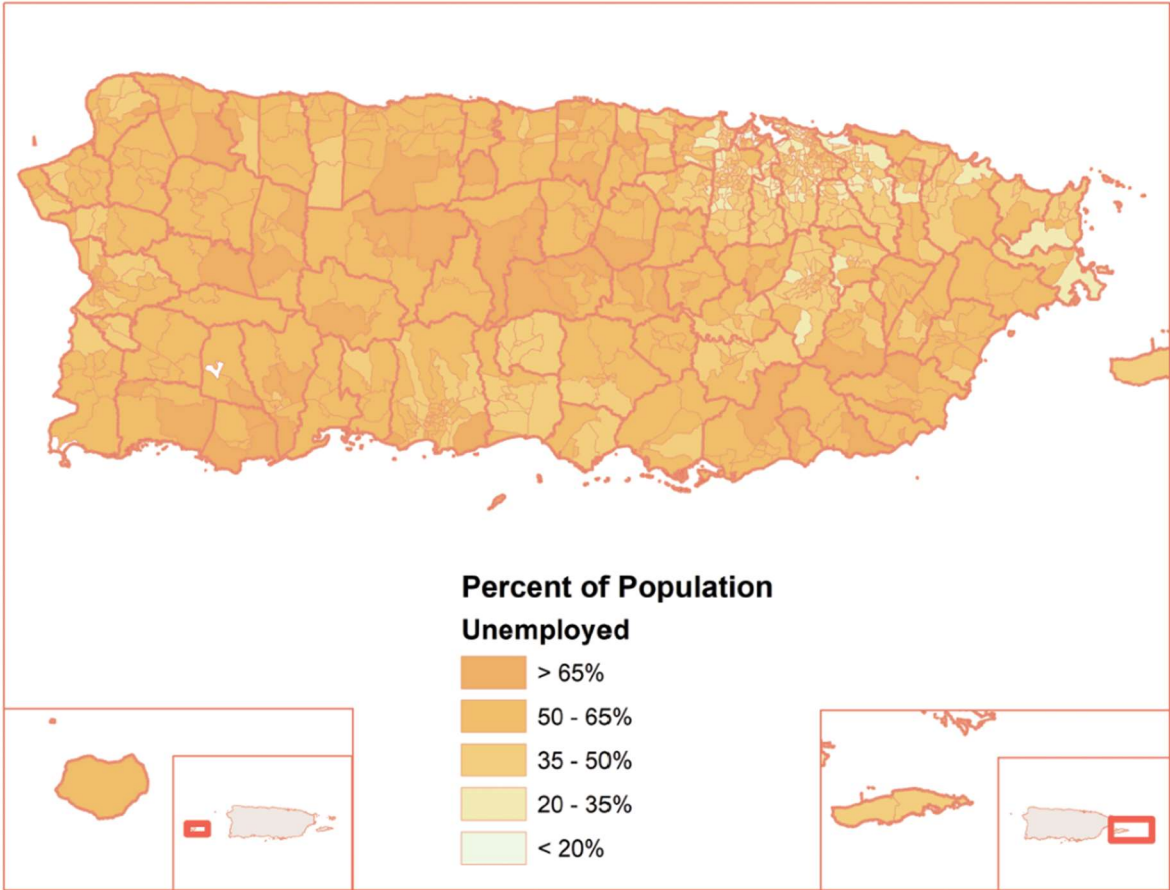 Percent of Population
Unemployed
> 65%
50 - 65%
35 - 50%
20 - 35%
< 20%